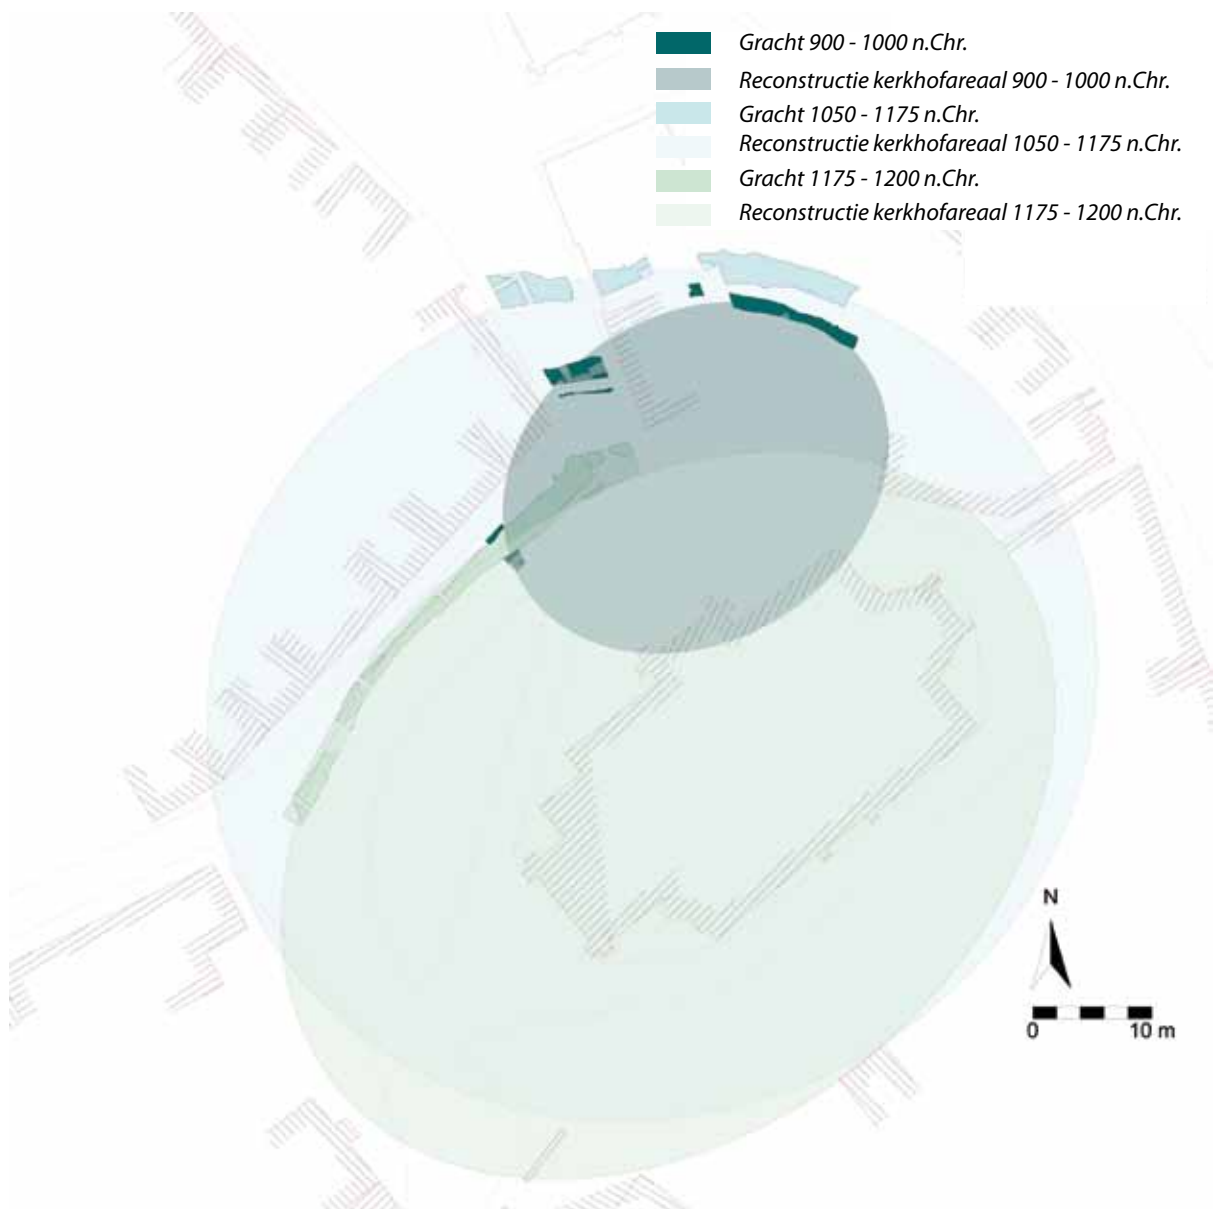 Gracht 900 - 1000 n.Chr.
Reconstructie kerkhofareaal 900 - 1000 n.Chr.
Gracht 1050 - 1175 n.Chr.
Reconstructie kerkhofareaal 1050 - 1175 n.Chr.
Gracht 1175 - 1200 n.Chr.
Reconstructie kerkhofareaal 1175 - 1200 n.Chr.
N
0 10 m